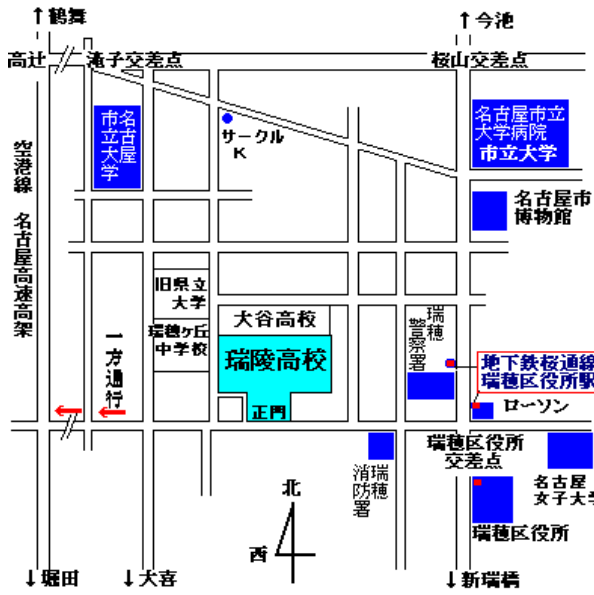 ↑鶴舞
↑今池
高辻
滝子交差点
桜山交差点
名古屋
市立大学
サークル
K
名古屋市立
大学病院
市立大学
空港線 名古屋高速高架
名古屋市
博物館
旧県立
大学
瑞穂ケ丘
中学校
一方通行
大谷高校
瑞陵高校
正門
瑞穂
警察署
地下鉄桜通線
瑞穂区役所駅
ローソン
瑞穂区役所
交差点
瑞穂
消防署
名古屋
女子大学
北
西
瑞穂区役所
↓堀田
↓大喜
↓新瑞橋